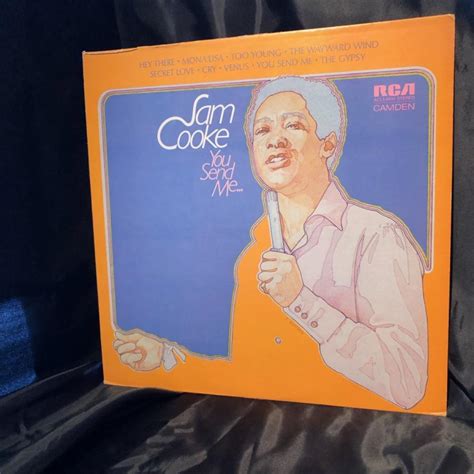 HEY THERE • MONA LISA • TOO YOUNG • THE WAYWARD WIND
SECRET LOVE • CRY • VENUS • YOU SEND ME • THE GYPSY
RCA
CAMDEN
Sam
Cooke
You
Send
Me...